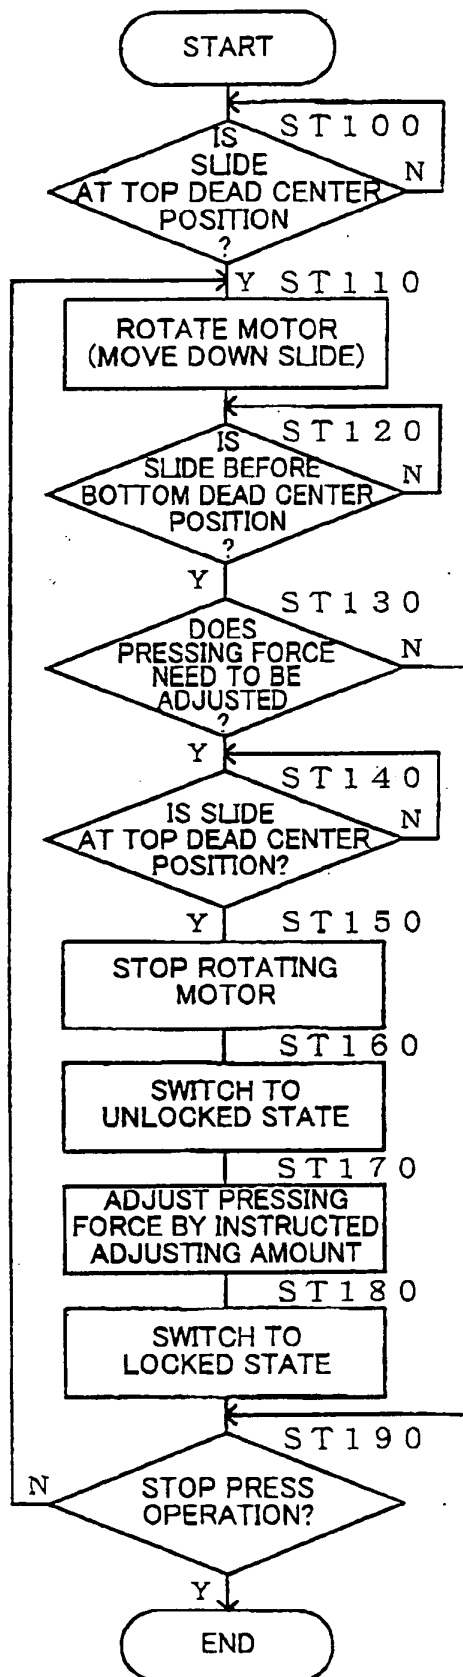 START
ST100
IS
SLIDE
AT TOP DEAD CENTER
POSITION
?
N
Y
ST110
ROTATE MOTOR
(MOVE DOWN SLIDE)
ST120
IS
SLIDE BEFORE
BOTTOM DEAD CENTER
POSITION
?
N
Y
ST130
DOES
PRESSING FORCE
NEED TO BE
ADJUSTED
?
N
Y
ST140
IS SLIDE
AT TOP DEAD CENTER
POSITION?
N
Y
ST150
STOP ROTATING
MOTOR
ST160
SWITCH TO
UNLOCKED STATE
ST170
ADJUST PRESSING
FORCE BY INSTRUCTED
ADJUSTING AMOUNT
ST180
SWITCH TO
LOCKED STATE
ST190
N
STOP PRESS
OPERATION?
Y
END